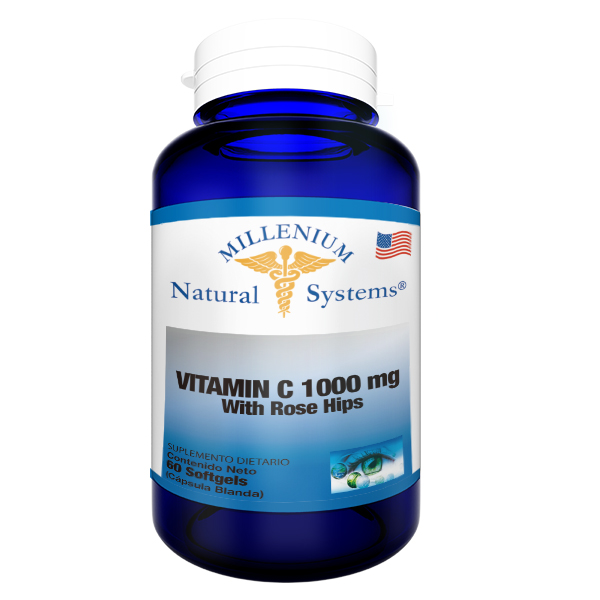 MILLENIUM
Natural Systems®
VITAMIN C 1000 mg
With Rose Hips
SUPLEMENTO DIETARIO
Contenido Neto
60 Softgels
(Cápsula Blanda)